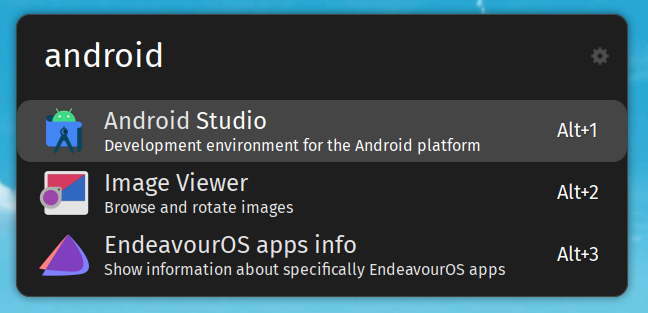 android
Android Studio
Development environment for the Android platform
Alt+1
Image Viewer
Browse and rotate images
Alt+2
EndeavourOS apps info
Show information about specifically EndeavourOS apps
Alt+3